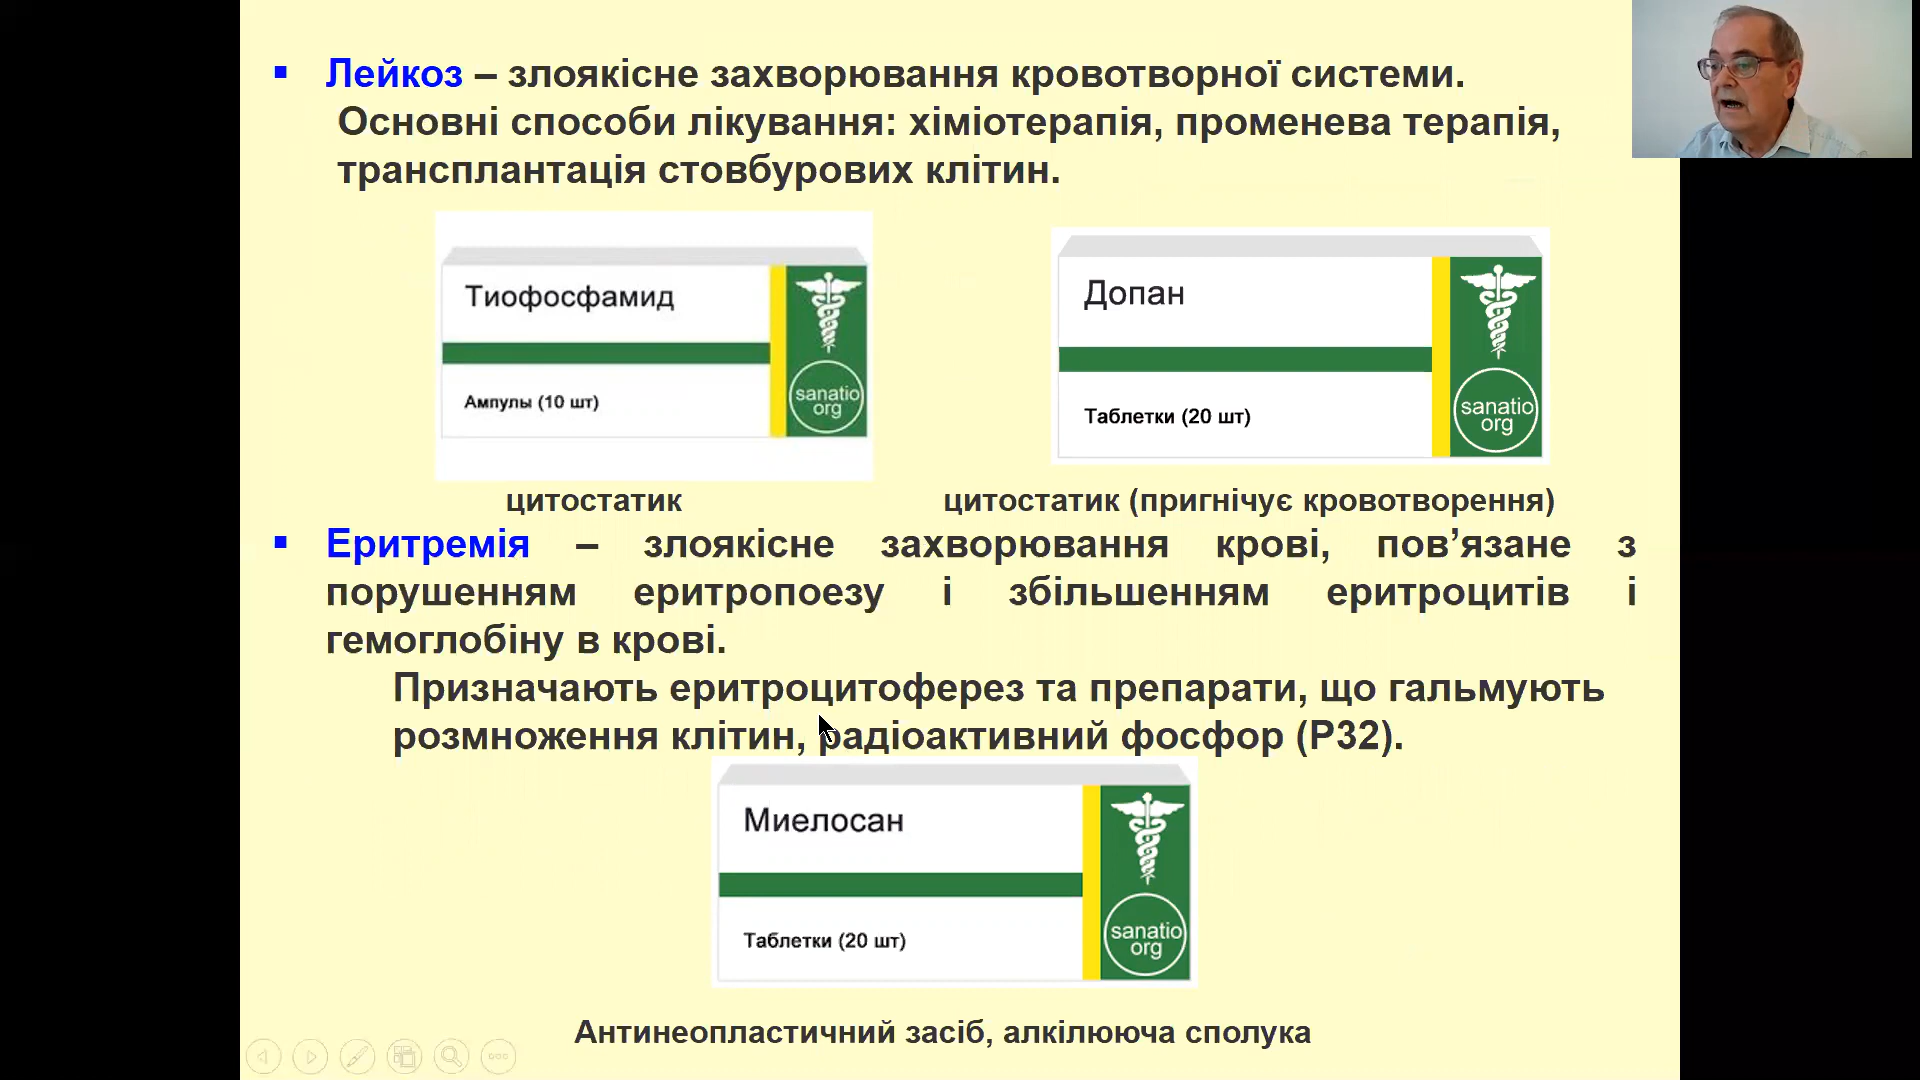 Лейкоз – злоякісне захворювання кровотворної системи.
Основні способи лікування: хіміотерапія, променева терапія,
трансплантація стовбурових клітин.
Тиофосфамид
Ампулы (10 шт)
sanatio
org
Допан
Таблетки (20 шт)
sanatio
org
цитостатик
цитостатик (пригнічує кровотворення)
Еритремія – злоякісне захворювання крові, пов’язане з
порушенням еритропоезу і збільшенням еритроцитів і
гемоглобіну в крові.
Призначають еритроцитоферез та препарати, що гальмують
розмноження клітин, радіоактивний фосфор (Р32).
Миелосан
Таблетки (20 шт)
sanatio
org
Антинеопластичний засіб, алкілююча сполука